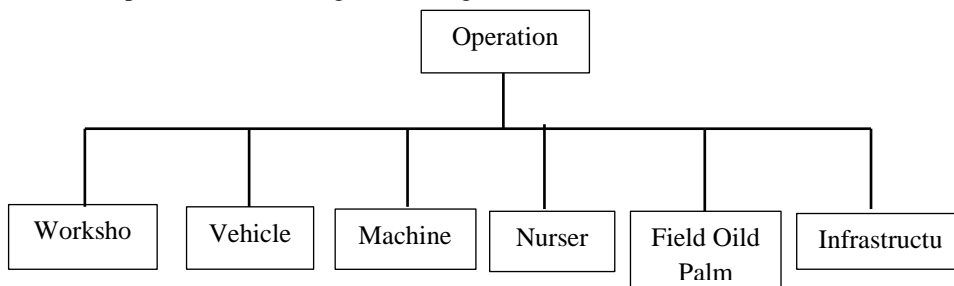 Operation
Worksho
Vehicle
Machine
Nurser
Field Oild
Palm
Infrastructu